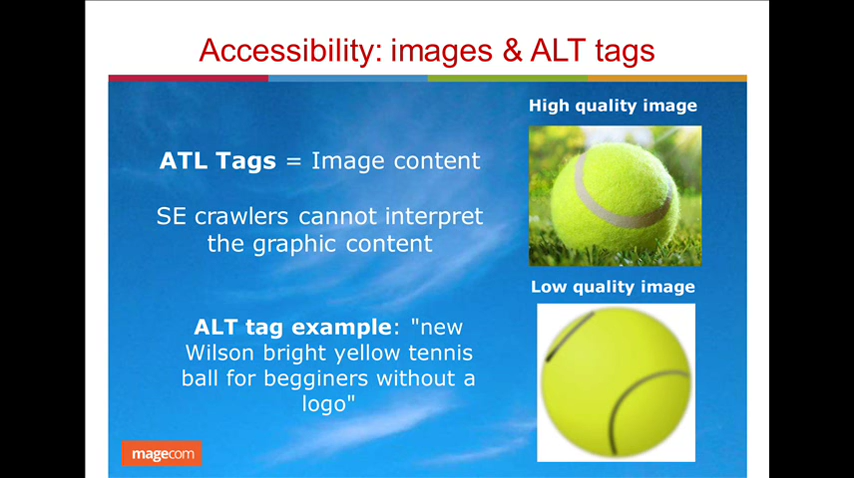 Accessibility: images & ALT tags
High quality image
ATL Tags = Image content
SE crawlers cannot interpret
the graphic content
Low quality image
ALT tag example: "new
Wilson bright yellow tennis
ball for begginers without a
logo"
magecom